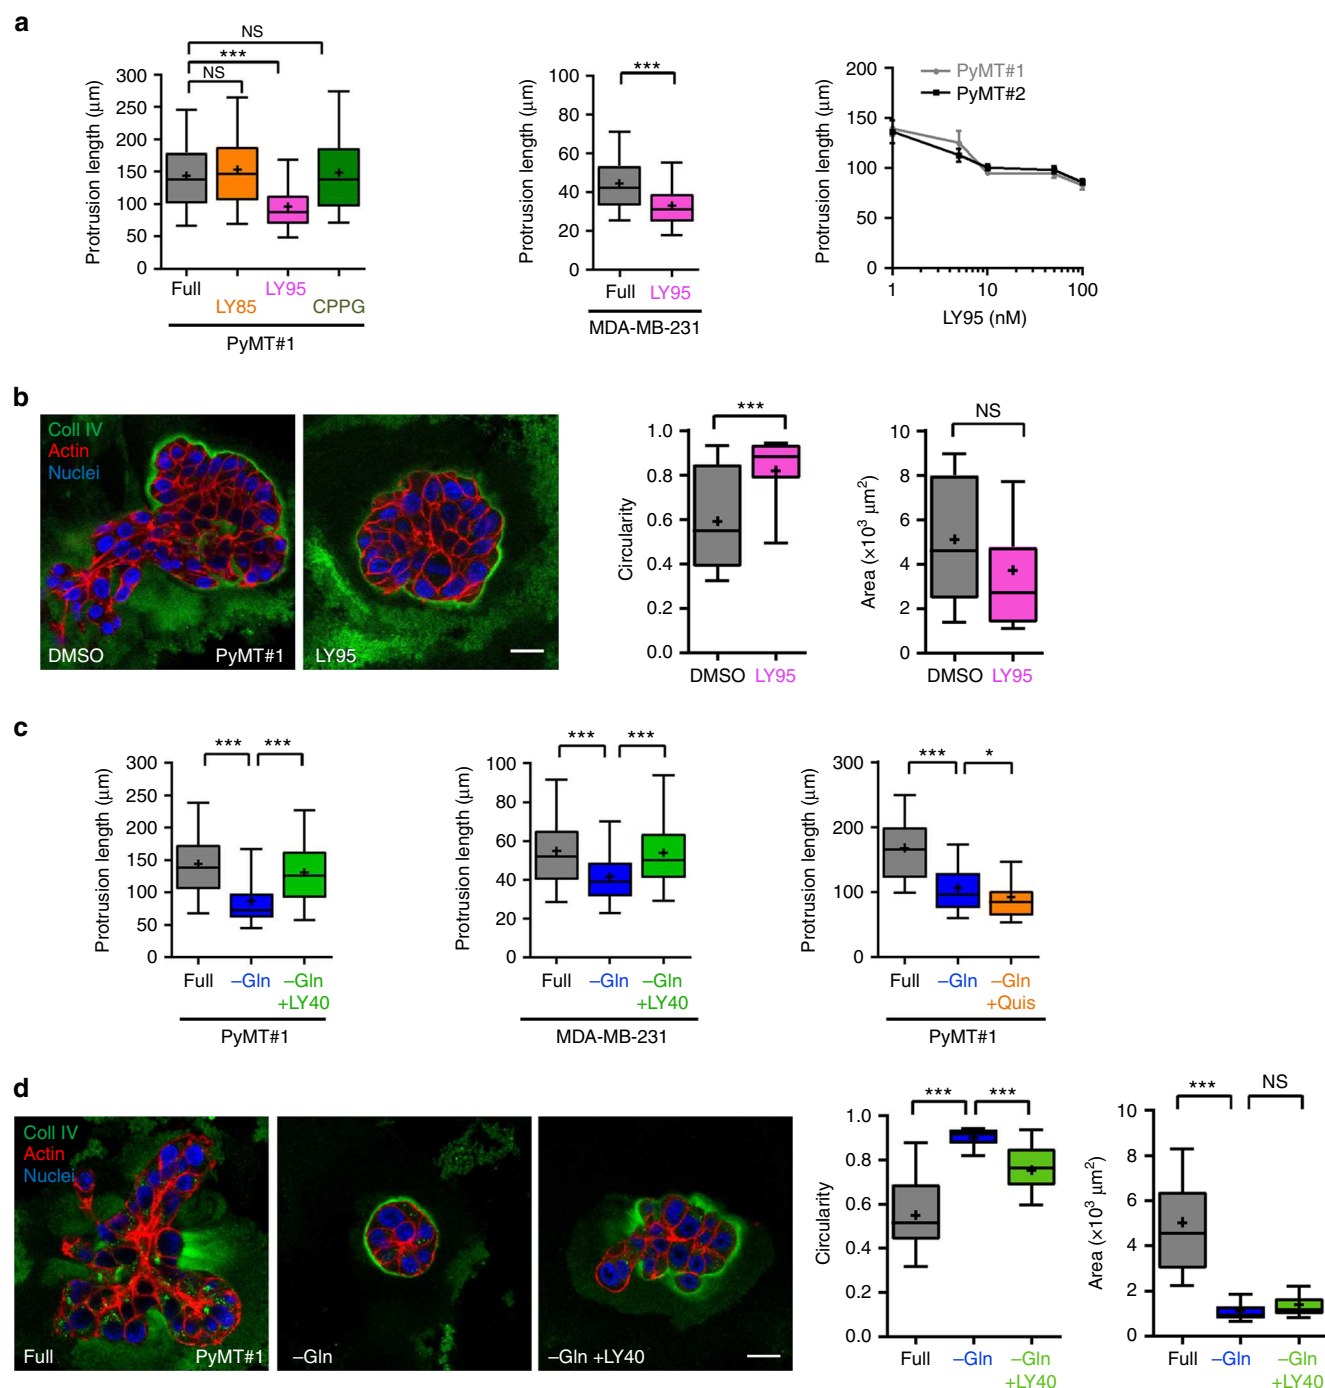 a
NS
***
NS
Protrusion length (μm)
300
250
200
150
100
50
0
Full
LY85
LY95
CPPG
PyMT#1
***
Protrusion length (μm)
100
80
60
40
20
0
Full
LY95
MDA-MB-231
PyMT#1
PyMT#2
Protrusion length (μm)
200
150
100
50
0
1
10
100
LY95 (nM)
b
Coll IV
Actin
Nuclei
DMSO
PyMT#1
LY95
***
Circularity
1.0
0.8
0.6
0.4
0.2
0.0
DMSO
LY95
NS
Area (×10³ μm²)
10
8
6
4
2
0
DMSO
LY95
c
***
***
Protrusion length (μm)
300
250
200
150
100
50
0
Full
–Gln
–Gln
+LY40
PyMT#1
***
***
Protrusion length (μm)
100
80
60
40
20
0
Full
–Gln
–Gln
+LY40
MDA-MB-231
***
*
Protrusion length (μm)
300
200
100
0
Full
–Gln
–Gln
+Quis
PyMT#1
d
Coll IV
Actin
Nuclei
Full
PyMT#1
–Gln
–Gln +LY40
***
***
Circularity
1.0
0.8
0.6
0.4
0.2
0.0
Full
–Gln
–Gln
+LY40
***
NS
Area (×10³ μm²)
10
8
6
4
2
0
Full
–Gln
–Gln
+LY40